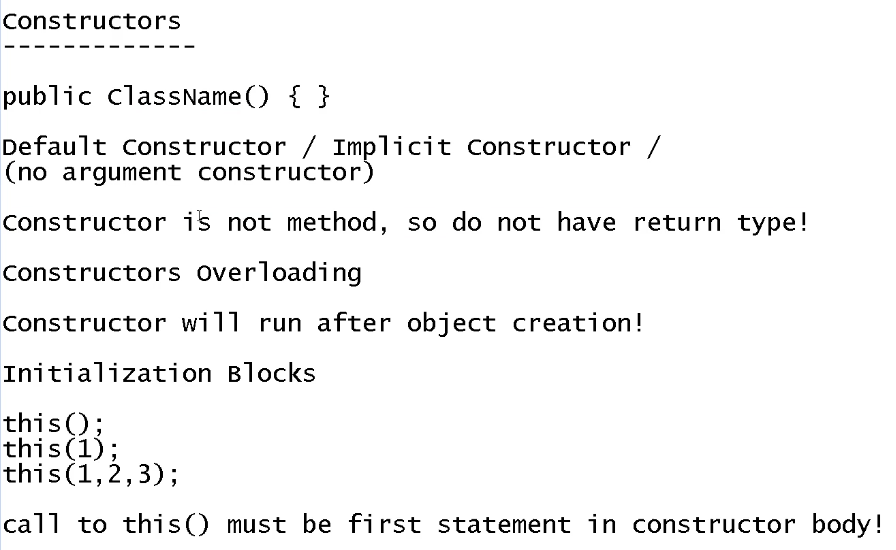 Constructors
-------------
public ClassName() { }
Default Constructor / Implicit Constructor /
(no argument constructor)
Constructor is not method, so do not have return type!
Constructors Overloading
Constructor will run after object creation!
Initialization Blocks
this();
this(1);
this(1,2,3);
call to this() must be first statement in constructor body!